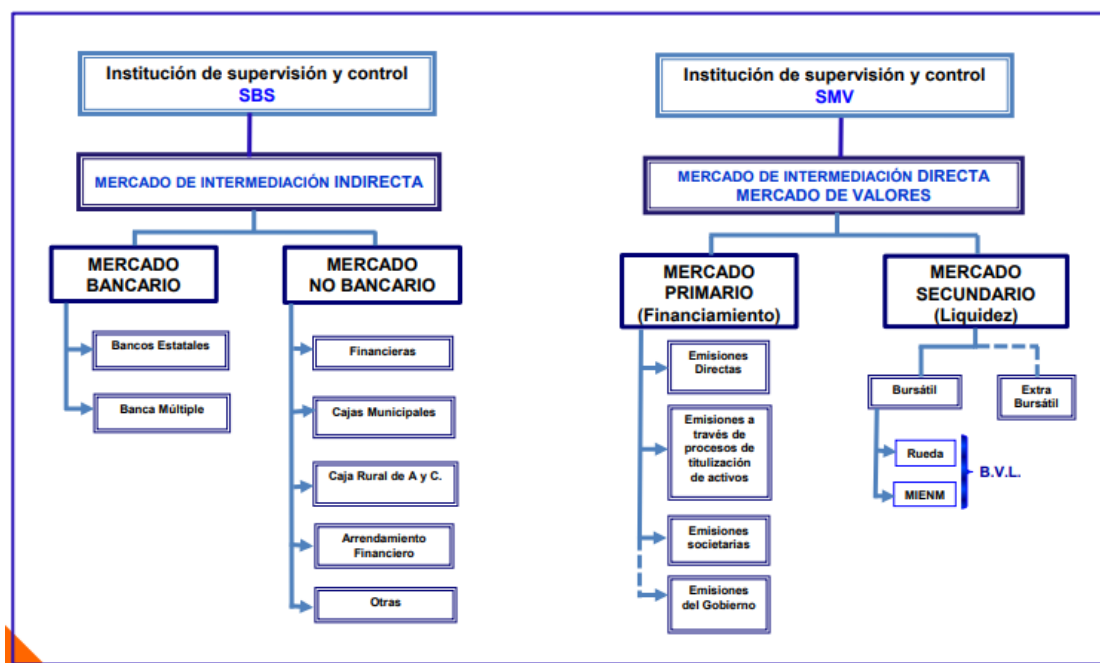 Institución de supervisión y control
SBS
MERCADO DE INTERMEDIACIÓN INDIRECTA
MERCADO
BANCARIO
Bancos Estatales
Banca Múltiple
MERCADO
NO BANCARIO
Financieras
Cajas Municipales
Caja Rural de A y C.
Arrendamiento
Financiero
Otras
Institución de supervisión y control
SMV
MERCADO DE INTERMEDIACIÓN DIRECTA
MERCADO DE VALORES
MERCADO
PRIMARIO
(Financiamiento)
Emisiones
Directas
Emisiones a
través de
procesos de
titulización
de activos
Emisiones
societarias
Emisiones
del Gobierno
MERCADO
SECUNDARIO
(Liquidez)
Bursátil
Rueda
MIENM
B.V.L.
Extra
Bursátil